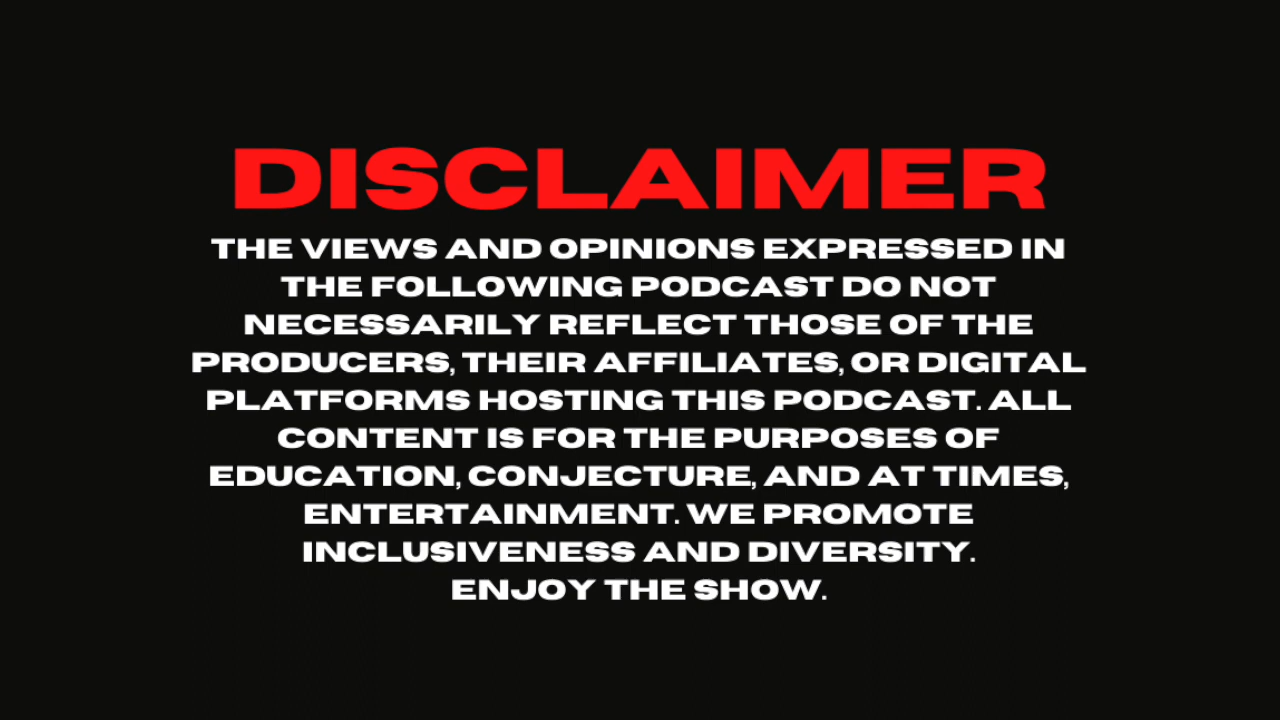 DISCLAIMER
THE VIEWS AND OPINIONS EXPRESSED IN
THE FOLLOWING PODCAST DO NOT
NECESSARILY REFLECT THOSE OF THE
PRODUCERS, THEIR AFFILIATES, OR DIGITAL
PLATFORMS HOSTING THIS PODCAST. ALL
CONTENT IS FOR THE PURPOSES OF
EDUCATION, CONJECTURE, AND AT TIMES,
ENTERTAINMENT. WE PROMOTE
INCLUSIVENESS AND DIVERSITY.
ENJOY THE SHOW.